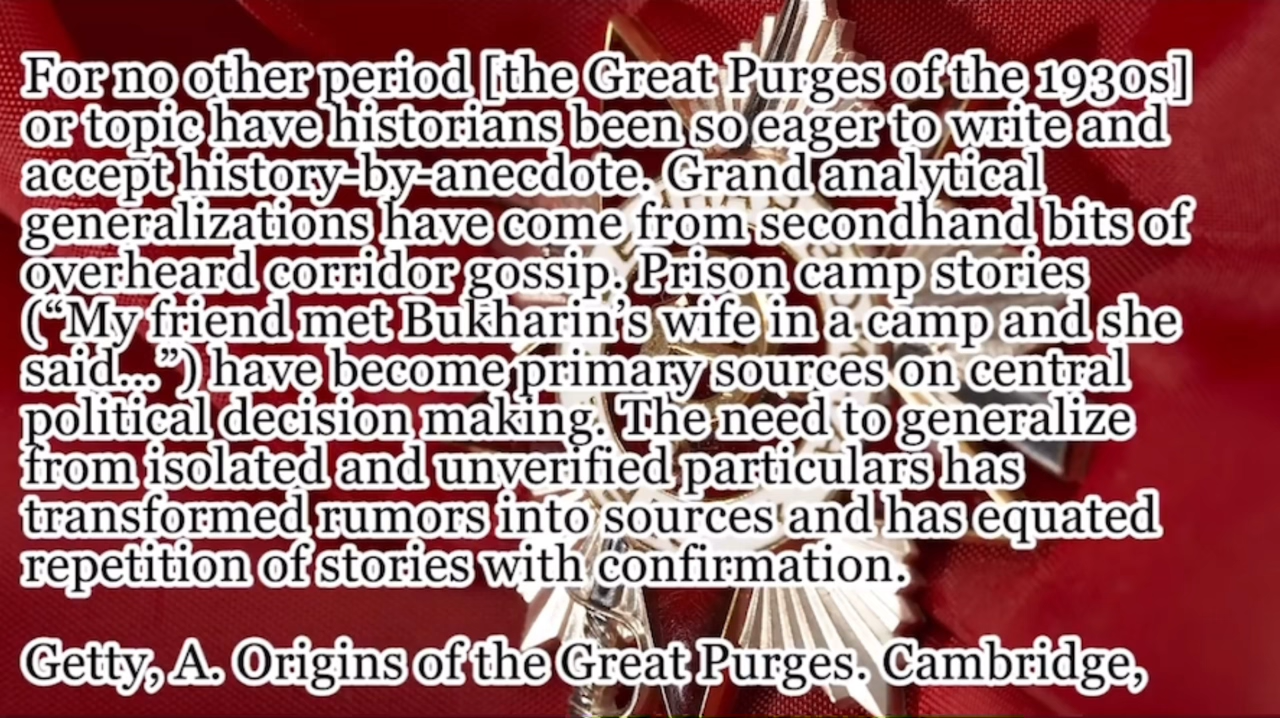 For no other period [the Great Purges of the 1930s]
or topic have historians been so eager to write and
accept history-by-anecdote. Grand analytical
generalizations have come from secondhand bits of
overheard corridor gossip. Prison camp stories
(“My friend met Bukharin’s wife in a camp and she
said...”) have become primary sources on central
political decision making. The need to generalize
from isolated and unverified particulars has
transformed rumors into sources and has equated
repetition of stories with confirmation.
Getty, A. Origins of the Great Purges. Cambridge,